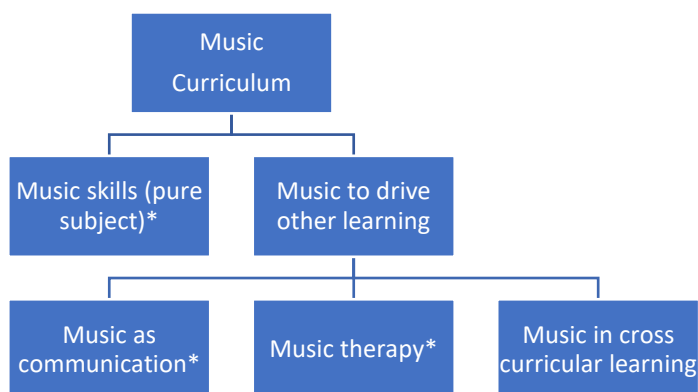 Music
Curriculum
Music skills (pure
subject)*
Music to drive
other learning
Music as
communication*
Music therapy*
Music in cross
curricular learning